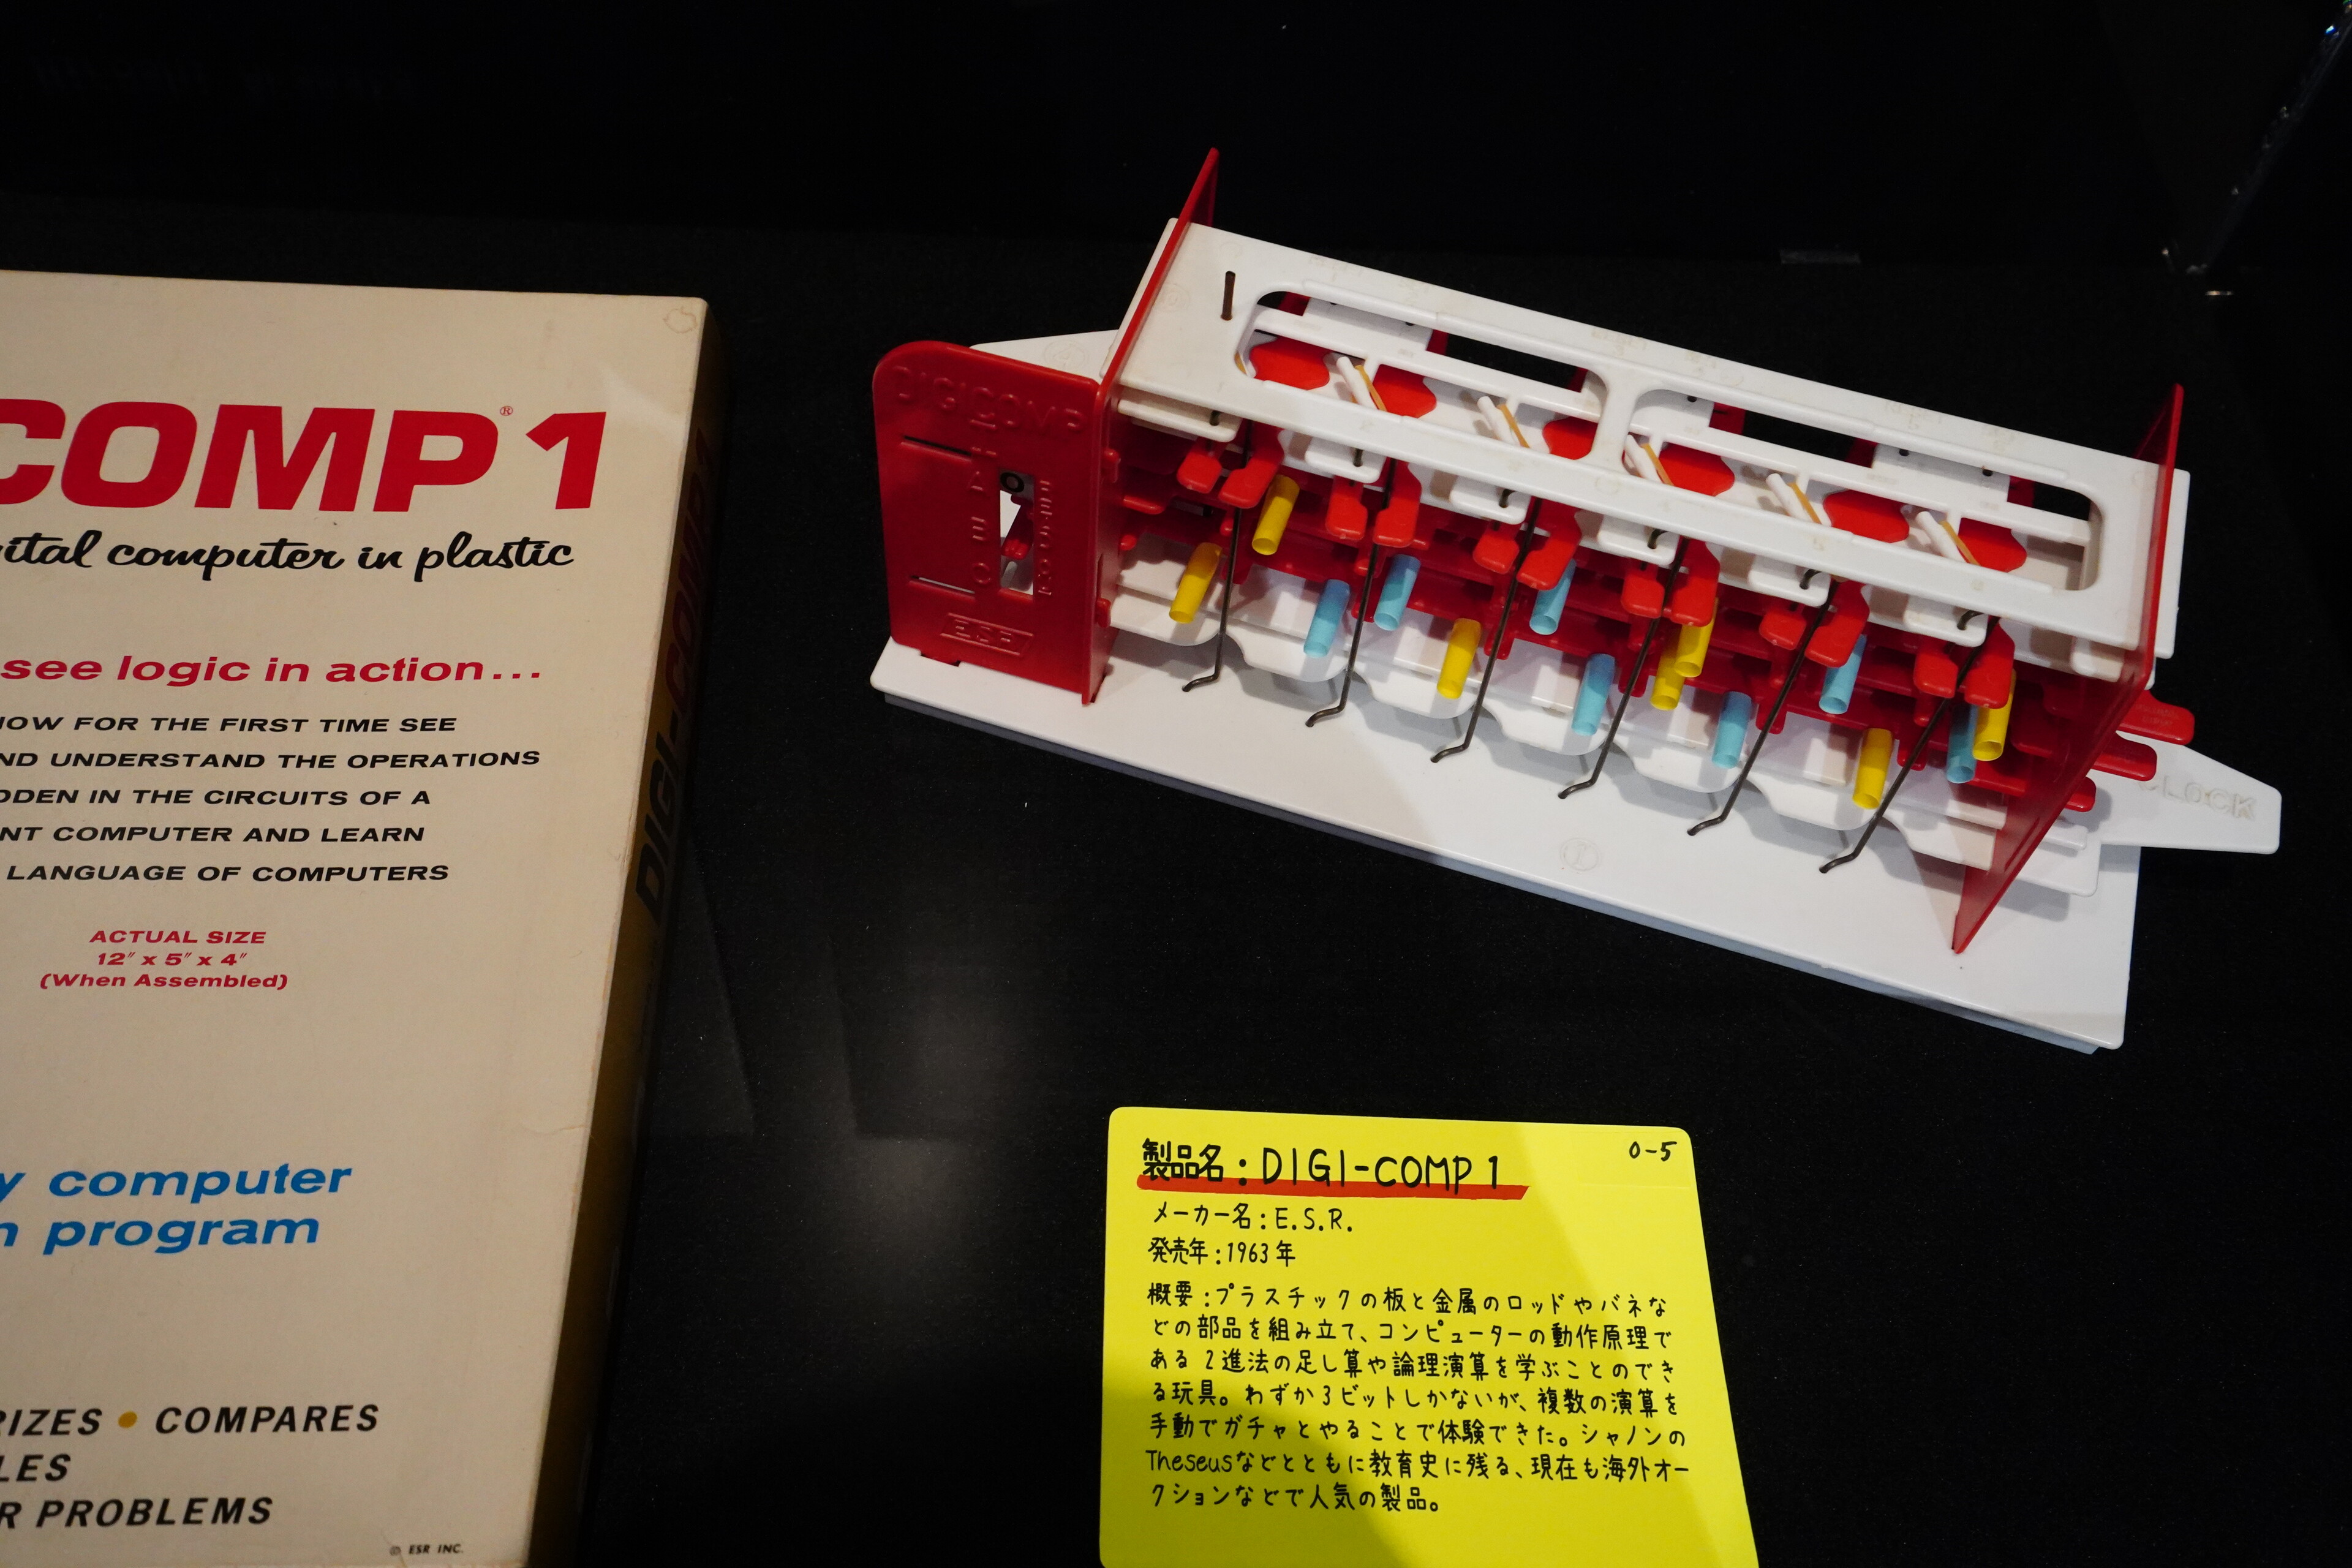 COMP® 1
ital computer in plastic
see logic in action...
NOW FOR THE FIRST TIME SEE
AND UNDERSTAND THE OPERATIONS
DDEN IN THE CIRCUITS OF A
NT COMPUTER AND LEARN
LANGUAGE OF COMPUTERS
ACTUAL SIZE
12" x 5" x 4"
(When Assembled)
y computer
n program
RIZES • COMPARES
LES
R PROBLEMS
© ESR INC.
DIGI-COMP 1
DIGICOMP
ESR
CLOCK
製品名：DIGI-COMP 1
0-5
メーカー名：E.S.R.
発売年：1963年
概要：プラスチックの板と金属のロッドやバネな
どの部品を組み立て、コンピューターの動作原理で
ある2進法の足し算や論理演算を学ぶことのでき
る玩具。わずか3ビットしかないが、複数の演算を
手動でガチャとやることで体験できた。シャノンの
Theseusなどとともに教育史に残る、現在も海外オー
クションなどで人気の製品。